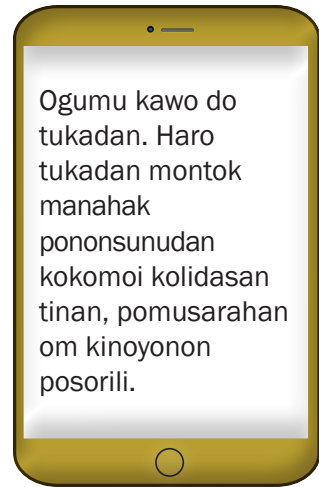 Ogumu kawo do
tukadan. Haro
tukadan montok
manahak
pononsunudan
kokomoi kolidasan
tinan, pomusarahan
om kinoyonon
posorili.